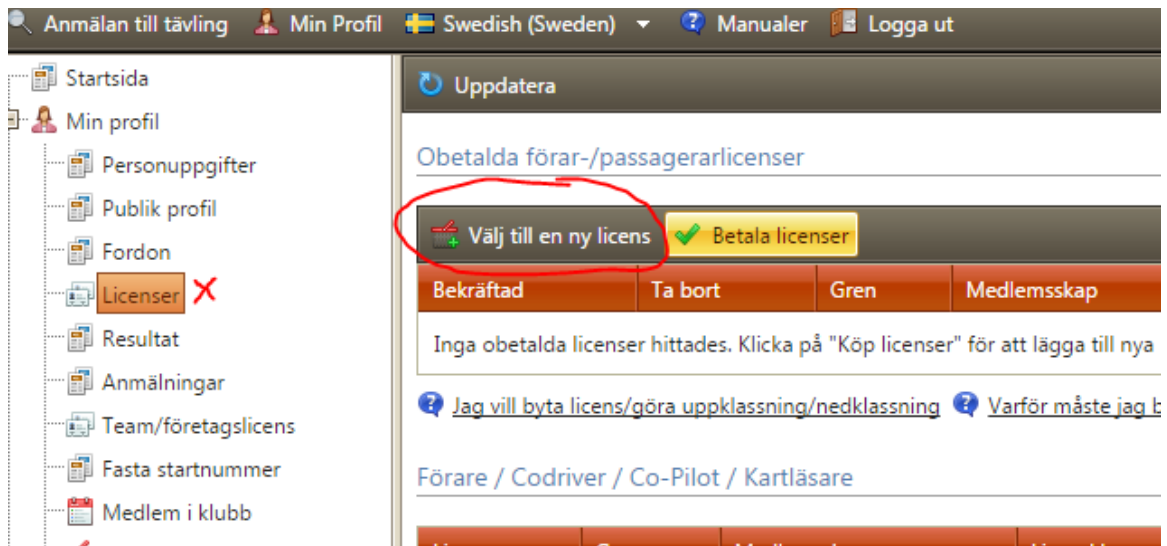 Anmälan till tävling Min Profil Swedish (Sweden) Manualer Logga ut
Startsida
Min profil
Personuppgifter
Publik profil
Fordon
Licenser
Resultat
Anmälningar
Team/företagslicens
Fasta startnummer
Medlem i klubb
Uppdatera
Obetalda förar-/passagerarlicenser
Välj till en ny licens Betala licenser
Bekräftad Ta bort Gren Medlemsskap
Inga obetalda licenser hittades. Klicka på "Köp licenser" för att lägga till nya
Jag vill byta licens/göra uppklassning/nedklassning Varför måste jag
Förare / Codriver / Co-Pilot / Kartläsare